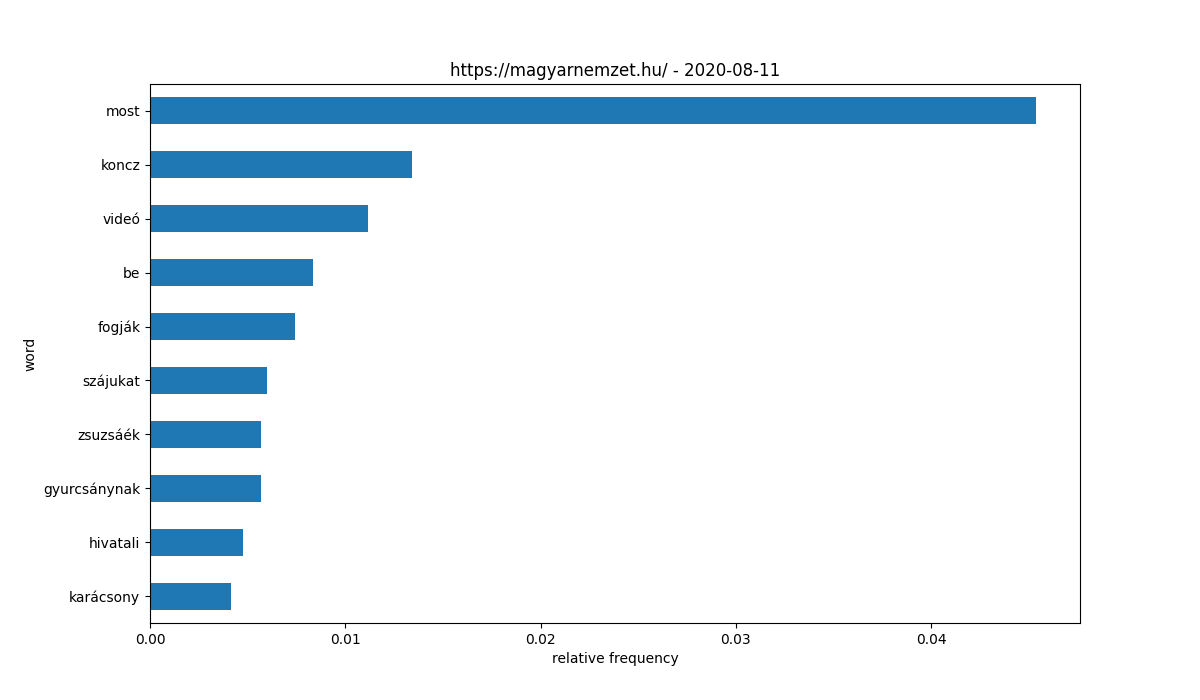 https://magyarnemzet.hu/ - 2020-08-11
most
koncz
videó
be
fogják
szájukat
zsuzsáék
gyurcsánynak
hivatali
karácsony
word
0.00 0.01 0.02 0.03 0.04
relative frequency